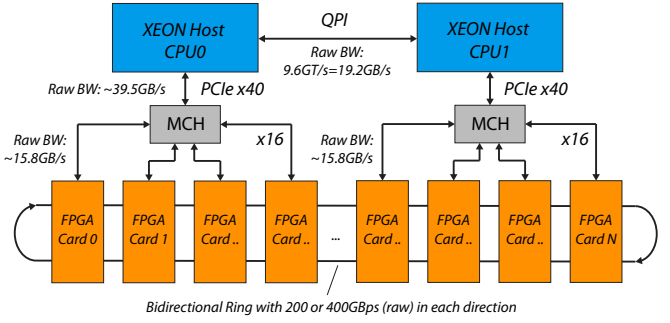 XEON Host
CPU0
QPI
Raw BW:
9.6GT/s=19.2GB/s
XEON Host
CPU1
Raw BW: ~39.5GB/s
PCIe x40
PCIe x40
MCH
MCH
Raw BW:
~15.8GB/s
x16
Raw BW:
~15.8GB/s
x16
FPGA
Card 0
FPGA
Card 1
FPGA
Card ..
FPGA
Card ..
...
FPGA
Card ..
FPGA
Card ..
FPGA
Card ..
FPGA
Card N
Bidirectional Ring with 200 or 400GBps (raw) in each direction